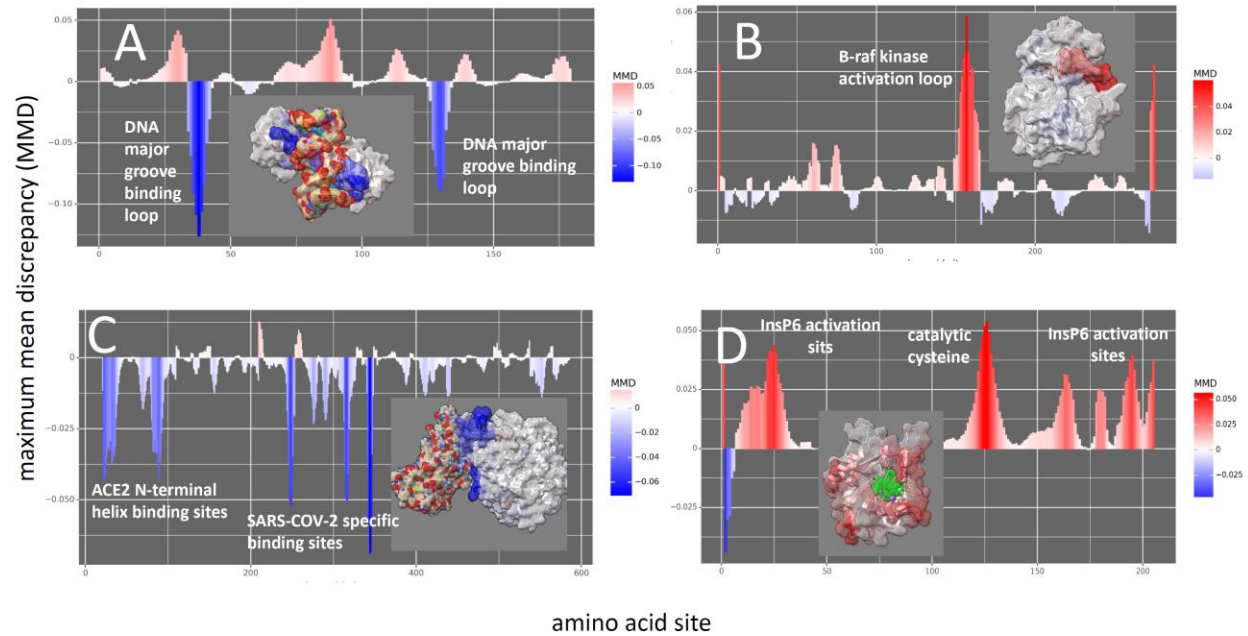 maximum mean discrepancy (MMD)
A
0.05
0
−0.05
−0.10
0
50
100
150
DNA
major
groove
binding
loop
DNA major
groove binding
loop
MMD
0.05
0
−0.05
−0.10
B
0.06
0.04
0.02
0
0
100
200
B-raf kinase
activation loop
MMD
0.04
0.02
0
C
0
−0.025
−0.050
0
200
400
600
ACE2 N-terminal
helix binding sites
SARS-COV-2 specific
binding sites
MMD
0
−0.02
−0.04
−0.06
D
0.050
0.025
0
−0.025
0
50
100
150
200
InsP6 activation
sits
catalytic
cysteine
InsP6 activation
sites
MMD
0.050
0.025
0
−0.025
amino acid site